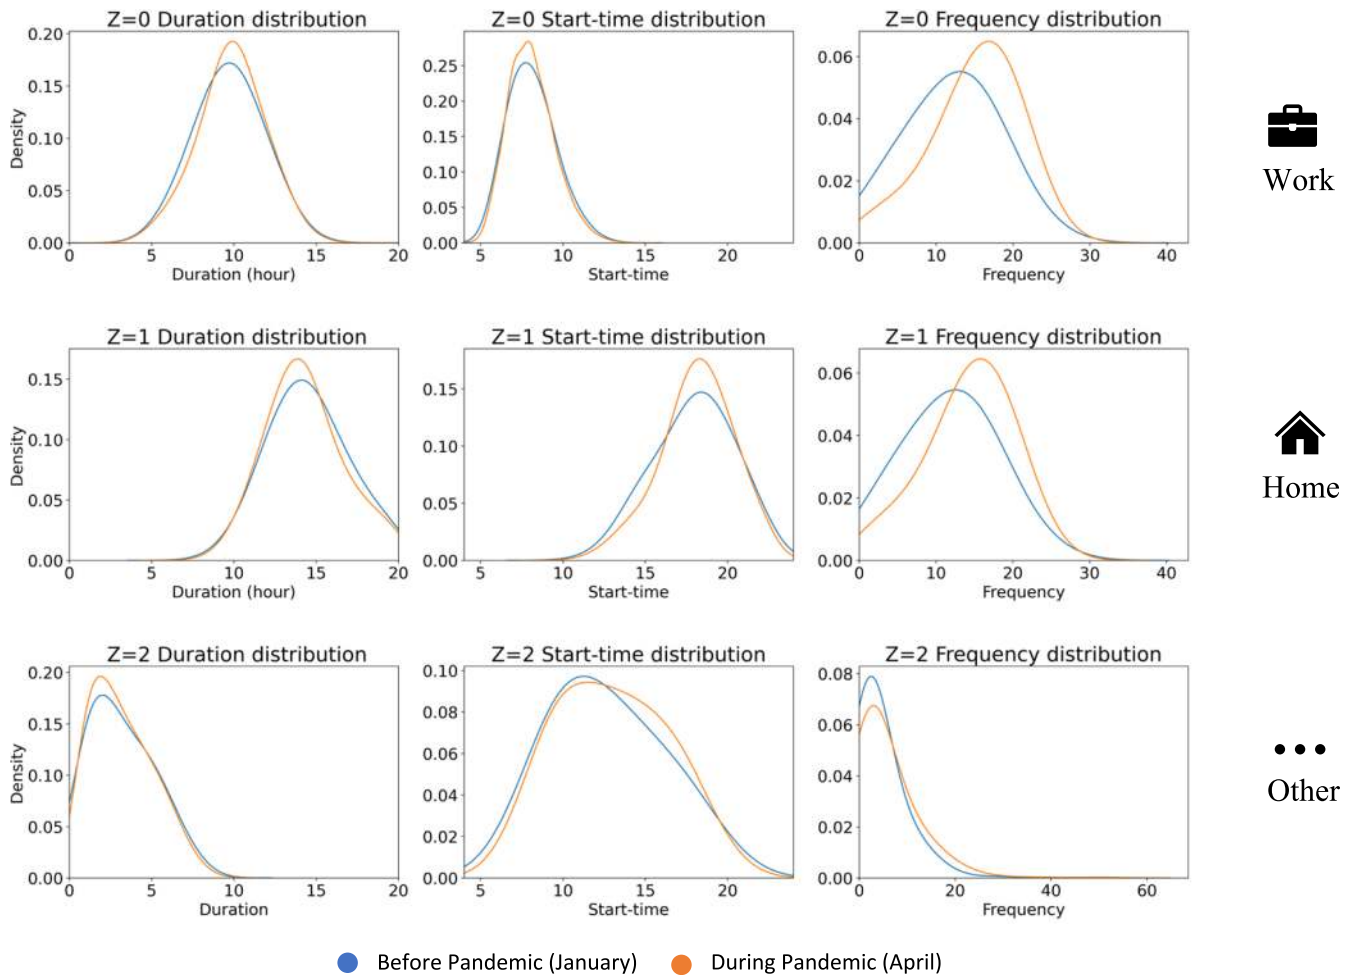 Z=0 Duration distribution
Z=0 Start-time distribution
Z=0 Frequency distribution
0.20
0.15
0.10
0.05
0.00
Density
0 5 10 15 20
Duration (hour)
0.25
0.20
0.15
0.10
0.05
0.00
5 10 15 20
Start-time
0.06
0.04
0.02
0.00
0 10 20 30 40
Frequency
Work
Z=1 Duration distribution
Z=1 Start-time distribution
Z=1 Frequency distribution
0.15
0.10
0.05
0.00
Density
0 5 10 15 20
Duration (hour)
0.15
0.10
0.05
0.00
5 10 15 20
Start-time
0.06
0.04
0.02
0.00
0 10 20 30 40
Frequency
Home
Z=2 Duration distribution
Z=2 Start-time distribution
Z=2 Frequency distribution
0.20
0.15
0.10
0.05
0.00
Density
0 5 10 15 20
Duration
0.10
0.08
0.06
0.04
0.02
0.00
5 10 15 20
Start-time
0.08
0.06
0.04
0.02
0.00
0 20 40 60
Frequency
Other
Before Pandemic (January)
During Pandemic (April)